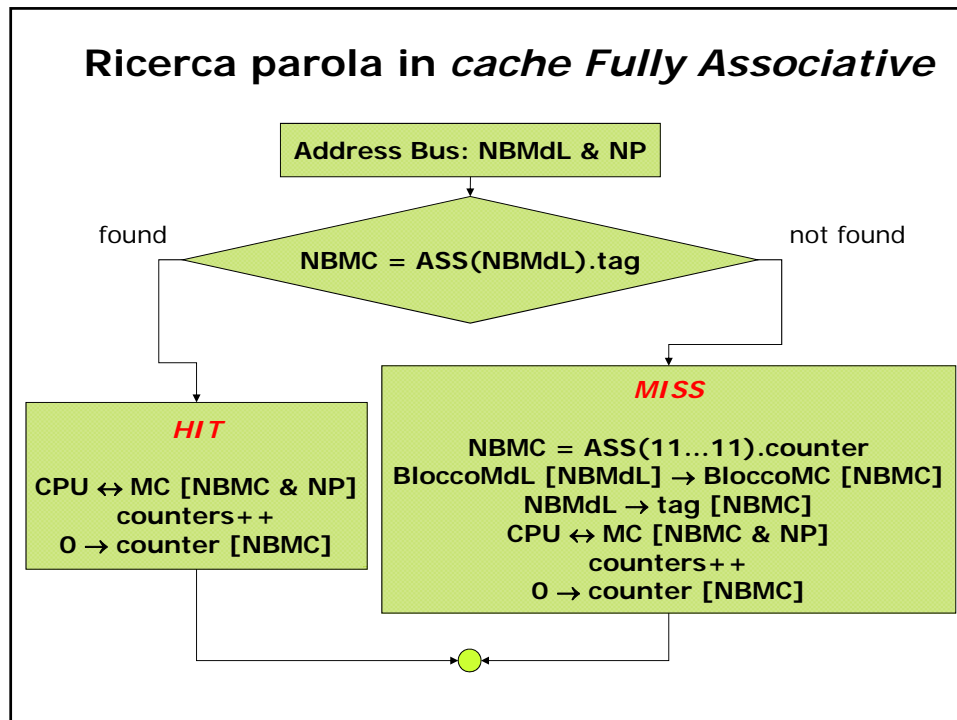 Ricerca parola in cache Fully Associative
Address Bus: NBMdL & NP
found
not found
NBMC = ASS(NBMdL).tag
HIT
CPU ↔ MC [NBMC & NP]
counters++
0 → counter [NBMC]
MISS
NBMC = ASS(11...11).counter
BloccoMdL [NBMdL] → BloccoMC [NBMC]
NBMdL → tag [NBMC]
CPU ↔ MC [NBMC & NP]
counters++
0 → counter [NBMC]